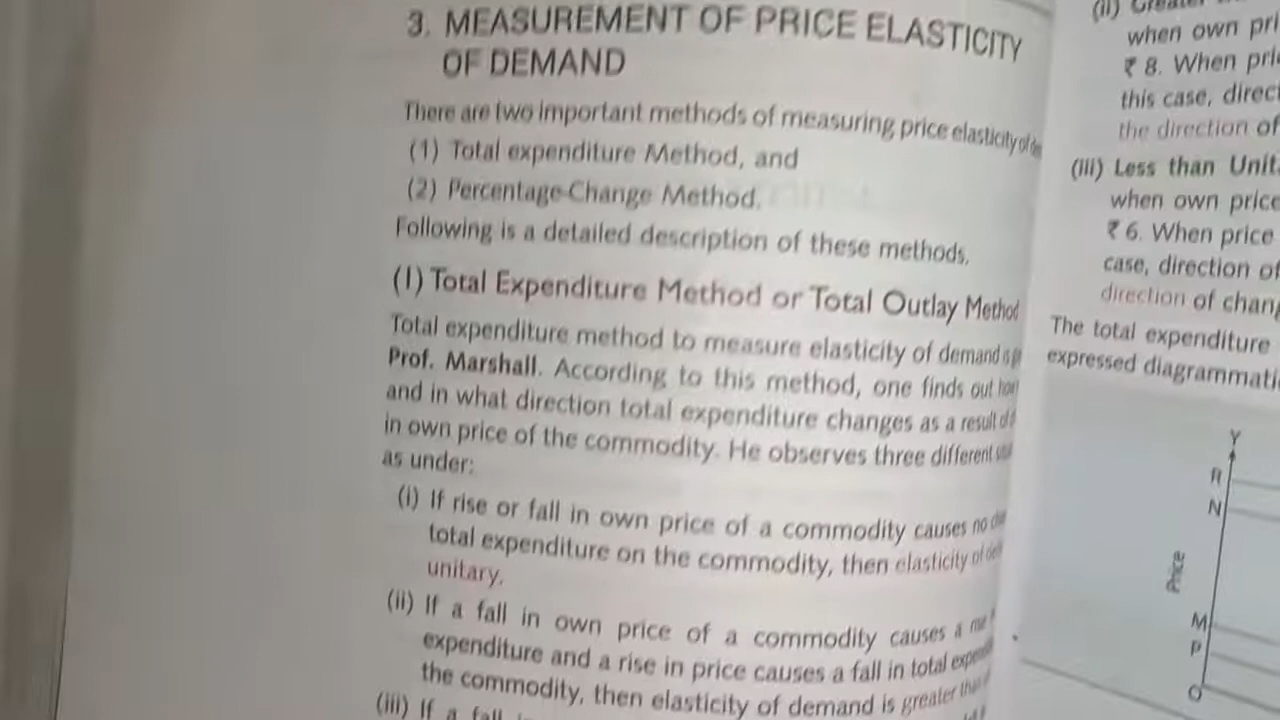 3. MEASUREMENT OF PRICE ELASTICITY
OF DEMAND
There are two important methods of measuring price elasticity of
(1) Total expenditure Method, and
(2) Percentage-Change Method.
Following is a detailed description of these methods.
(1) Total Expenditure Method or Total Outlay Method
Total expenditure method to measure elasticity of demand is
Prof. Marshall. According to this method, one finds out
and in what direction total expenditure changes as a result
in own price of the commodity. He observes three different
as under:
(i) If rise or fall in own price of a commodity causes no
total expenditure on the commodity, then elasticity of
unitary.
(ii) If a fall in own price of a commodity causes a
expenditure and a rise in price causes a fall in total
the commodity, then elasticity of demand is greater
(iii) If a fall
(ii) Greater
when own
₹ 8. When
this case,
the direction of
(iii) Less than
when own price
₹ 6. When price
case, direction of
direction of
The total expenditure
expressed
Y
R
N
Price
M
P
O